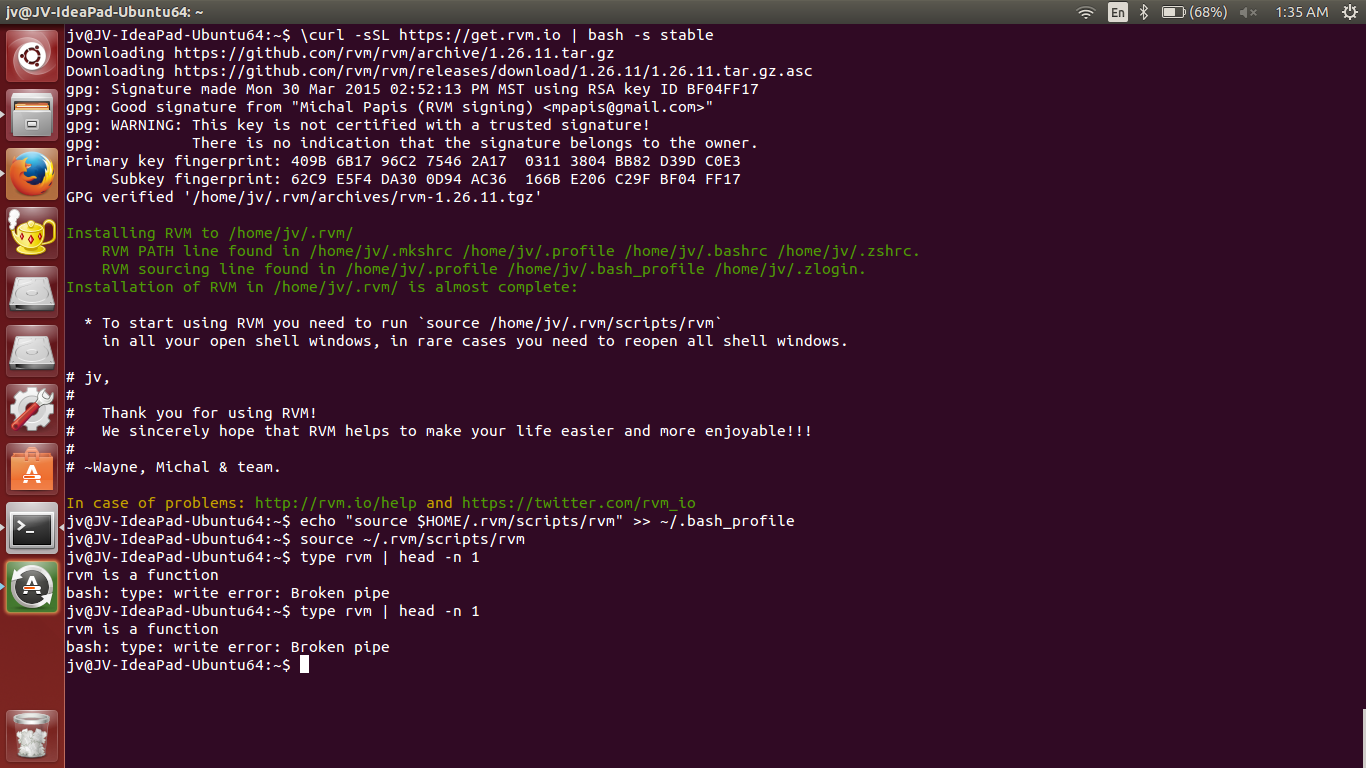 jv@JV-IdeaPad-Ubuntu64: ~
En (68%) 1:35 AM
jv@JV-IdeaPad-Ubuntu64:~$ \curl -sSL https://get.rvm.io | bash -s stable
Downloading https://github.com/rvm/rvm/archive/1.26.11.tar.gz
Downloading https://github.com/rvm/rvm/releases/download/1.26.11/1.26.11.tar.gz.asc
gpg: Signature made Mon 30 Mar 2015 02:52:13 PM MST using RSA key ID BF04FF17
gpg: Good signature from "Michal Papis (RVM signing) <mpapis@gmail.com>"
gpg: WARNING: This key is not certified with a trusted signature!
gpg:          There is no indication that the signature belongs to the owner.
Primary key fingerprint: 409B 6B17 96C2 7546 2A17  0311 3804 BB82 D39D C0E3
     Subkey fingerprint: 62C9 E5F4 DA30 0D94 AC36  166B E206 C29F BF04 FF17
GPG verified '/home/jv/.rvm/archives/rvm-1.26.11.tgz'
Installing RVM to /home/jv/.rvm/
    RVM PATH line found in /home/jv/.mkshrc /home/jv/.profile /home/jv/.bashrc /home/jv/.zshrc.
    RVM sourcing line found in /home/jv/.profile /home/jv/.bash_profile /home/jv/.zlogin.
Installation of RVM in /home/jv/.rvm/ is almost complete:
  * To start using RVM you need to run `source /home/jv/.rvm/scripts/rvm`
    in all your open shell windows, in rare cases you need to reopen all shell windows.
# jv,
#
#   Thank you for using RVM!
#   We sincerely hope that RVM helps to make your life easier and more enjoyable!!!
#
# ~Wayne, Michal & team.
In case of problems: http://rvm.io/help and https://twitter.com/rvm_io
jv@JV-IdeaPad-Ubuntu64:~$ echo "source $HOME/.rvm/scripts/rvm" >> ~/.bash_profile
jv@JV-IdeaPad-Ubuntu64:~$ source ~/.rvm/scripts/rvm
jv@JV-IdeaPad-Ubuntu64:~$ type rvm | head -n 1
rvm is a function
bash: type: write error: Broken pipe
jv@JV-IdeaPad-Ubuntu64:~$ type rvm | head -n 1
rvm is a function
bash: type: write error: Broken pipe
jv@JV-IdeaPad-Ubuntu64:~$